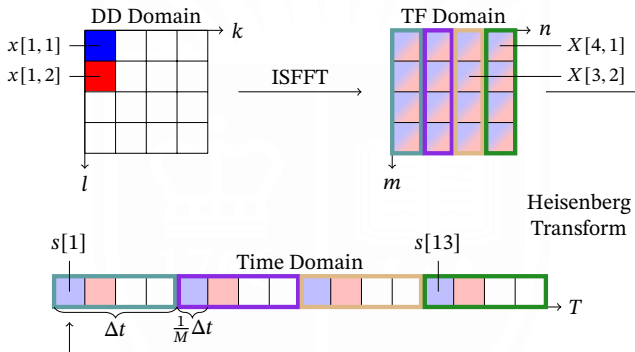 DD Domain
k
x[1,1]
x[1,2]
l
ISFFT
TF Domain
n
X[4,1]
X[3,2]
m
Heisenberg
Transform
s[1]
Time Domain
s[13]
T
Δt
1/M Δt